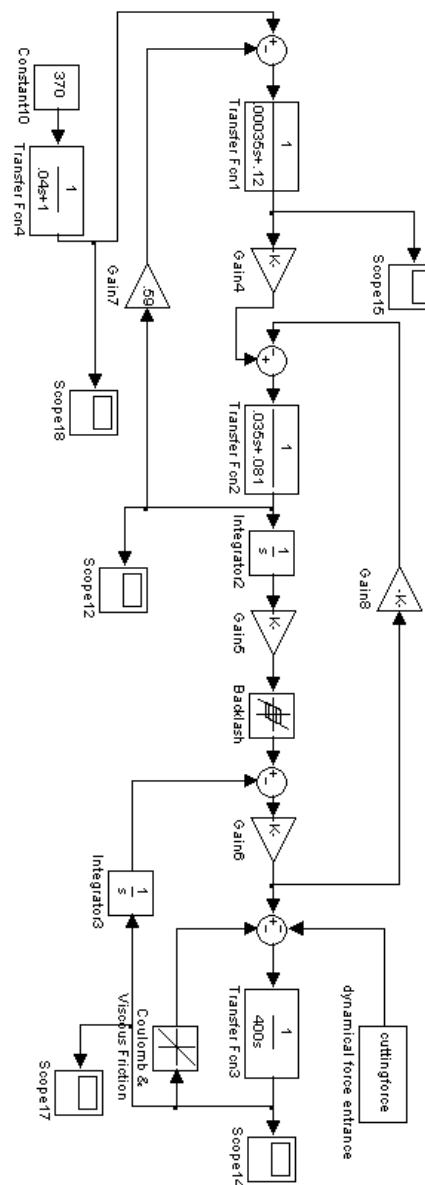 370
Constant10
1
.04s+1
Transfer Fcn4
Scope18
1
.00035s+.12
Transfer Fcn1
Scope15
K-
Gain4
.59
Gain7
1
.035s+.081
Transfer Fcn2
Scope12
1
s
Integrator2
K-
Gain5
Backlash
K-
Gain6
-K-
Gain8
1
s
Integrator3
Coulomb &
Viscous Friction
Scope17
1
400s
Transfer Fcn3
Scope14
cuttingforce
dynamical force entrance